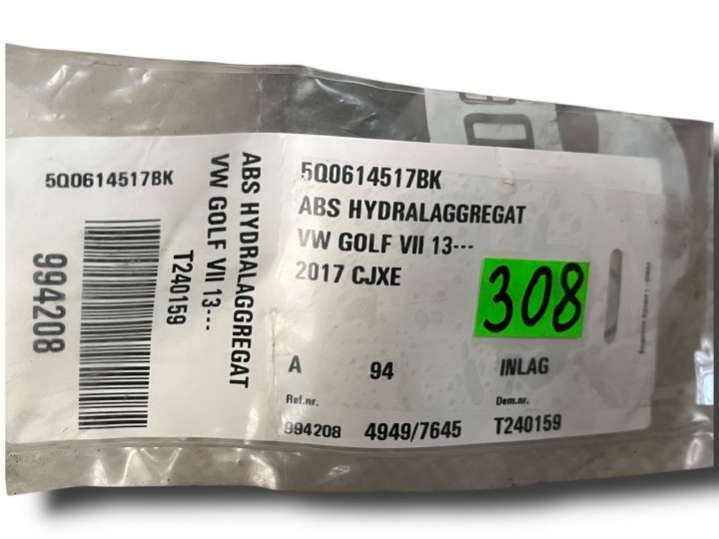 5Q0614517BK
994208
ABS HYDRALAGGREGAT
VW GOLF VII 13---
T240159
5Q0614517BK
ABS HYDRALAGGREGAT
VW GOLF VII 13---
2017 CJXE
308
A 94 INLAG
Ref.nr. Dem.nr.
994208 4949/7645 T240159